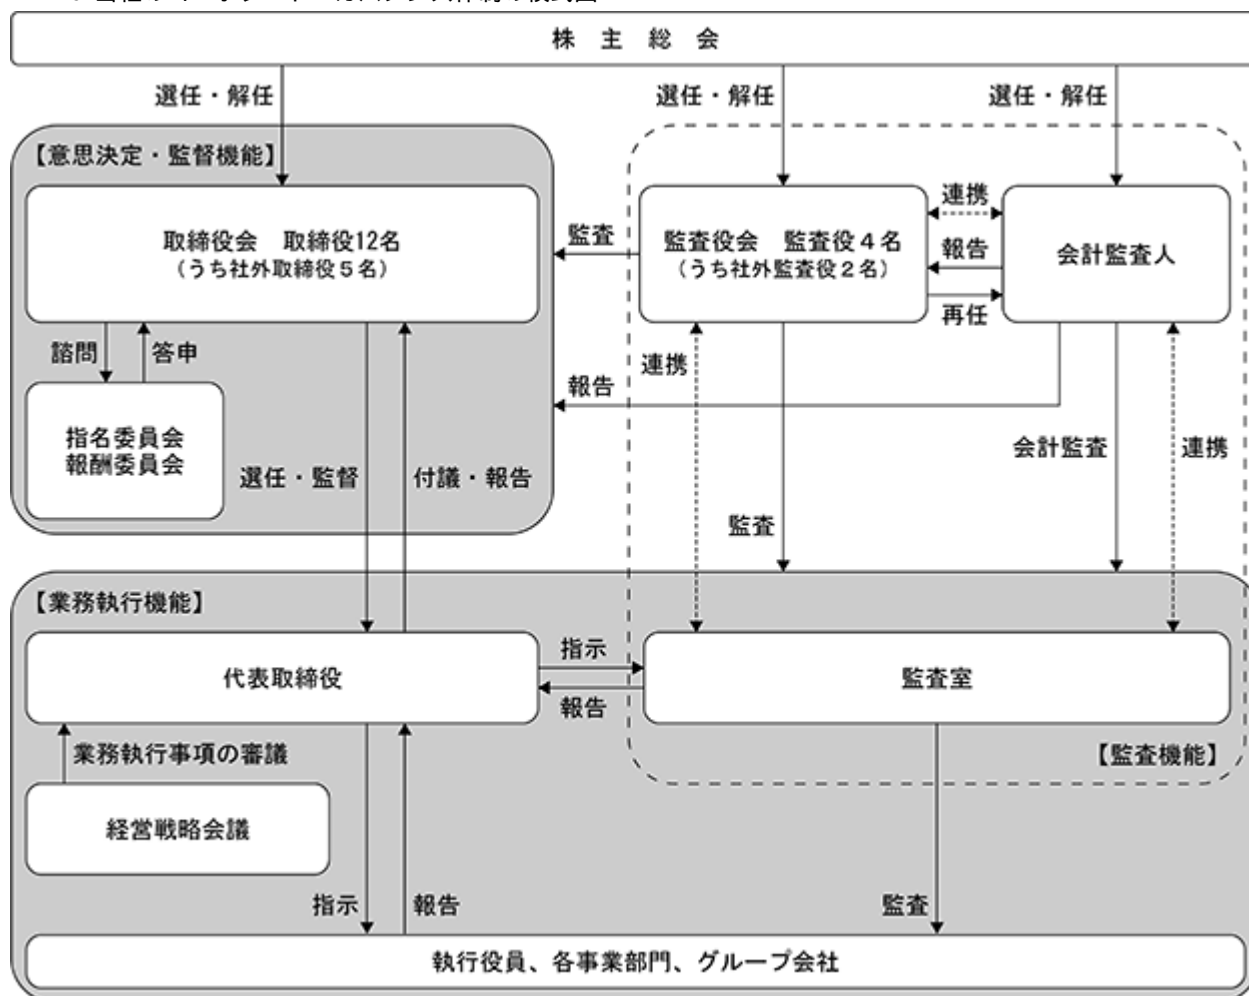 株　主　総　会
選任・解任
選任・解任
選任・解任
【意思決定・監督機能】
取締役会　取締役12名
（うち社外取締役５名）
監査
監査役会　監査役４名
（うち社外監査役２名）
連携
報告
再任
会計監査人
諮問
答申
連携
報告
指名委員会
報酬委員会
選任・監督
付議・報告
会計監査
連携
監査
【業務執行機能】
代表取締役
指示
報告
監査室
業務執行事項の審議
【監査機能】
経営戦略会議
指示
報告
監査
執行役員、各事業部門、グループ会社